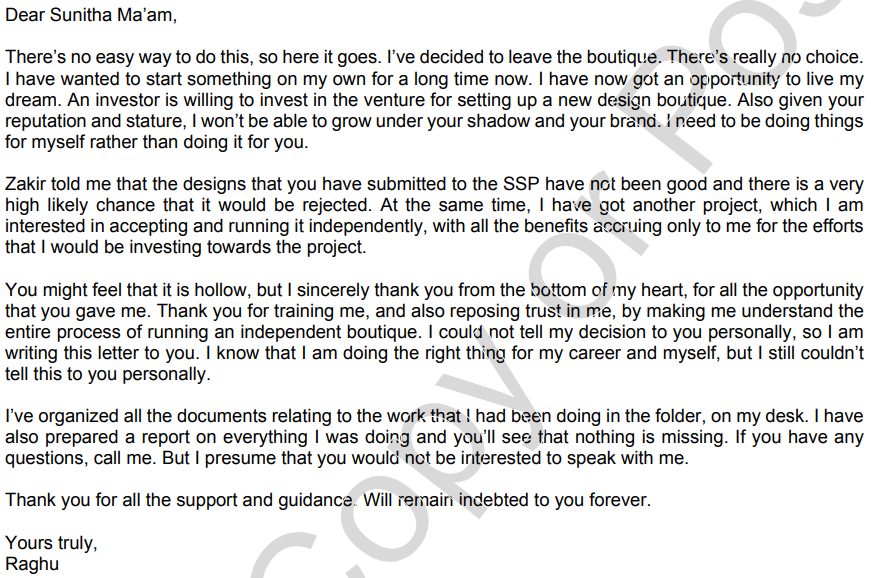 Dear Sunitha Ma'am,
There's no easy way to do this, so here it goes. I've decided to leave the boutique. There's really no choice.
I have wanted to start something on my own for a long time now. I have now got an opportunity to live my
dream. An investor is willing to invest in the venture for setting up a new design boutique. Also given your
reputation and stature, I won't be able to grow under your shadow and your brand. I need to be doing things
for myself rather than doing it for you.
Zakir told me that the designs that you have submitted to the SSP have not been good and there is a very
high likely chance that it would be rejected. At the same time, I have got another project, which I am
interested in accepting and running it independently, with all the benefits accruing only to me for the efforts
that I would be investing towards the project.
You might feel that it is hollow, but I sincerely thank you from the bottom of my heart, for all the opportunity
that you gave me. Thank you for training me, and also reposing trust in me, by making me understand the
entire process of running an independent boutique. I could not tell my decision to you personally, so I am
writing this letter to you. I know that I am doing the right thing for my career and myself, but I still couldn't
tell this to you personally.
I've organized all the documents relating to the work that I had been doing in the folder, on my desk. I have
also prepared a report on everything I was doing and you'll see that nothing is missing. If you have any
questions, call me. But I presume that you would not be interested to speak with me.
Thank you for all the support and guidance. Will remain indebted to you forever.
Yours truly,
Raghu
Copy or Pos